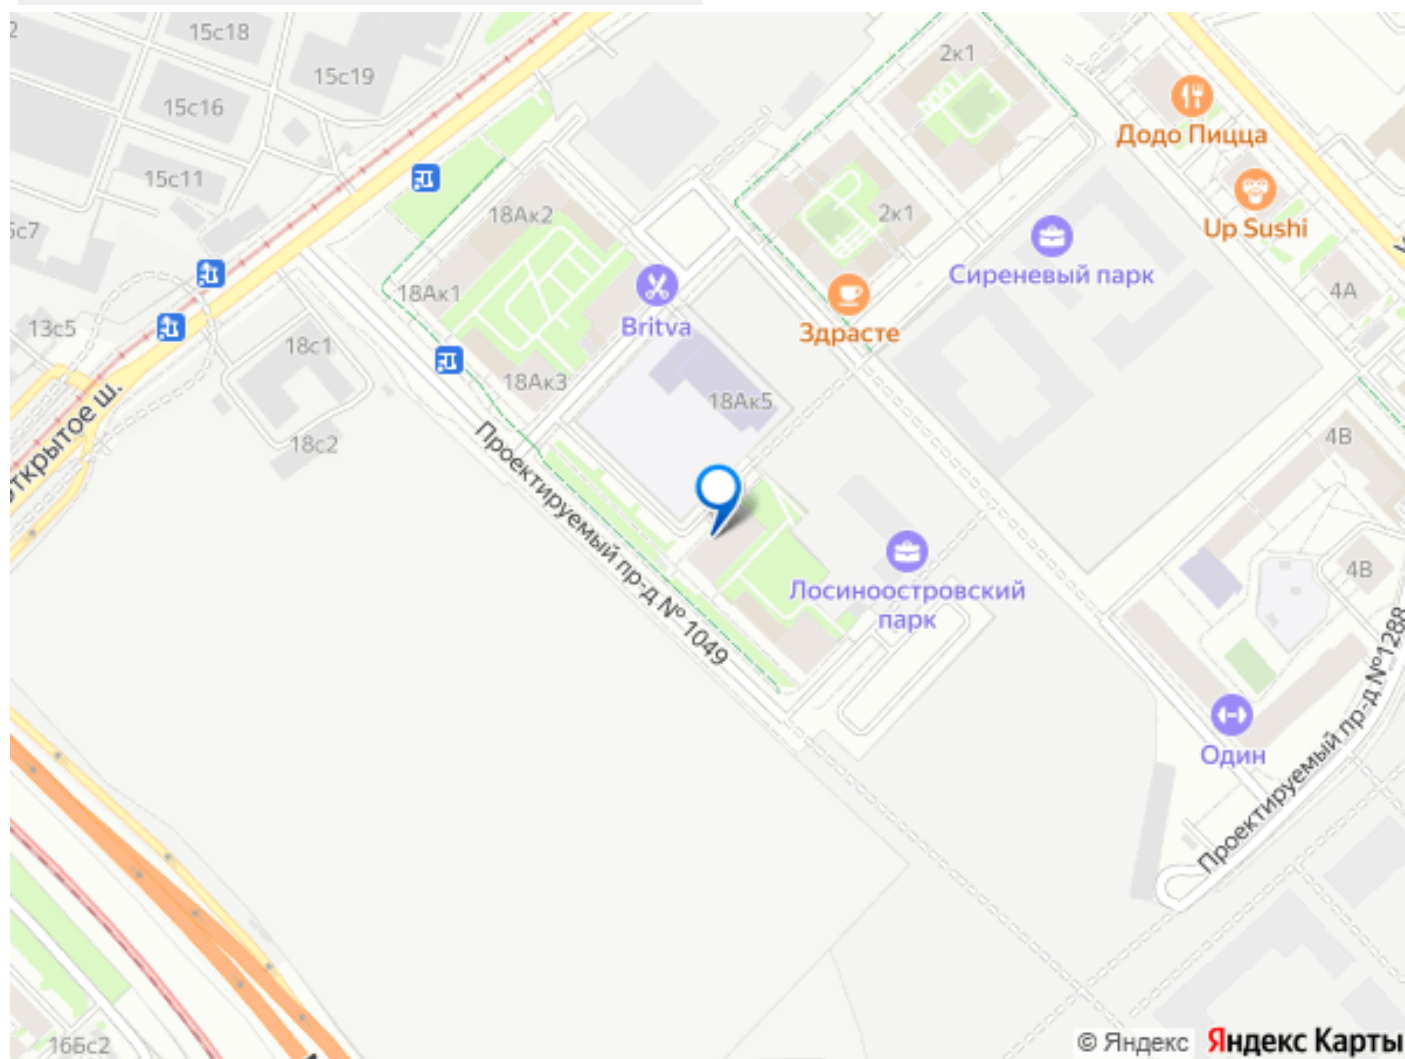 2
15с18
15с19
15с16
15с11
5с7
13с5
18Ак2
18Ак1
18Ак3
18с1
18с2
Britva
18Ак5
2к1
2к1
Додо Пицца
Up Sushi
Сиреневый парк
Здрасте
4А
4В
4В
Открытое ш.
Проектируемый пр-д № 1049
Лосиноостровский
парк
Один
Проектируемый пр-д №1288
16Бс2
© Яндекс Яндекс Карты